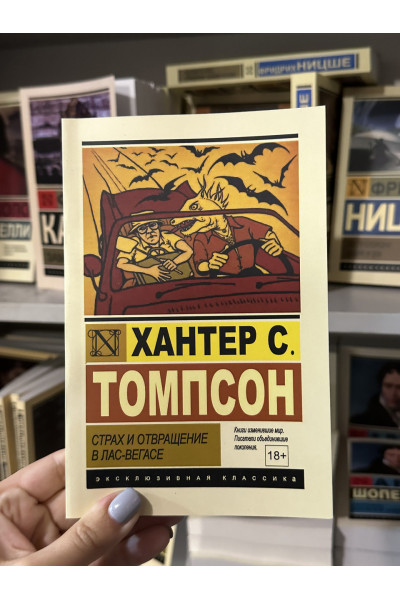 ФРИДРИХ НИЦШЕ
ЕЛЛИ
НИЦ
N ХАНТЕР С.
ТОМПСОН
СТРАХ И ОТВРАЩЕНИЕ
В ЛАС-ВЕГАСЕ
Книги изменившие мир.
Писатели объединившие
поколения.
18+
ЭКСКЛЮЗИВНАЯ КЛАССИКА
ШОПЕ